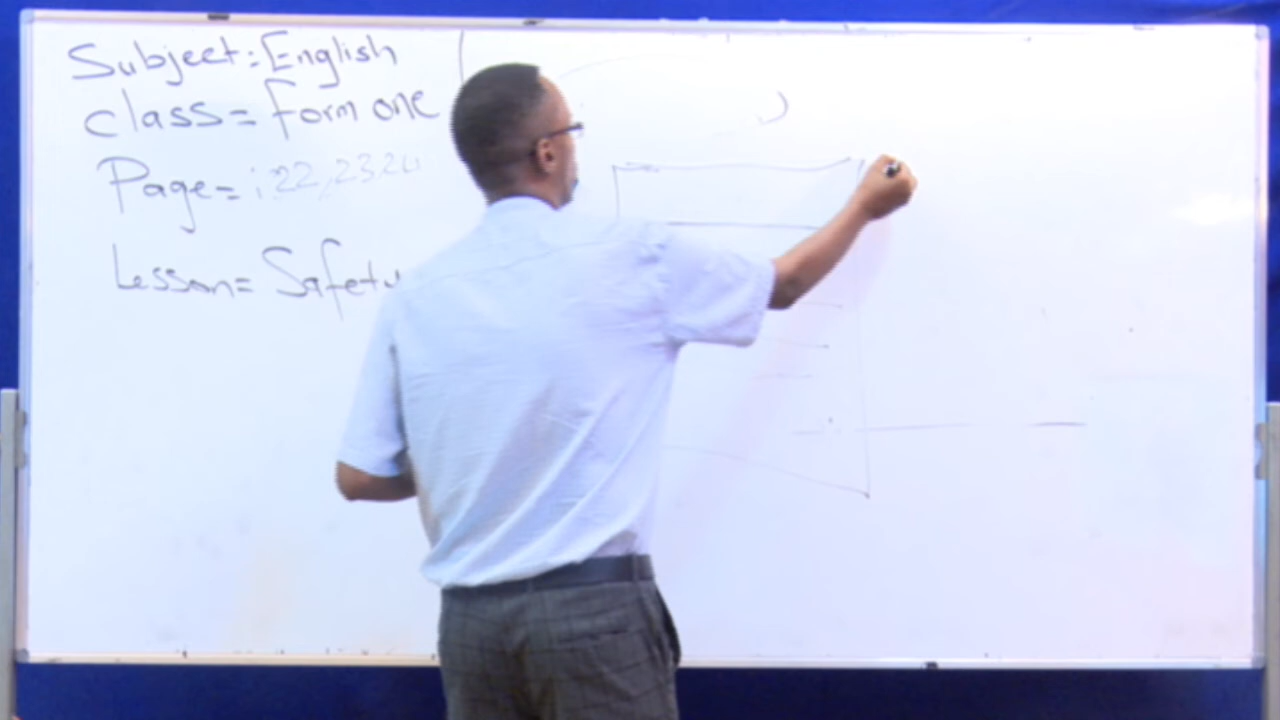 Subject: English
class= form one
Page= : 22, 23, 24
Lesson= Safety